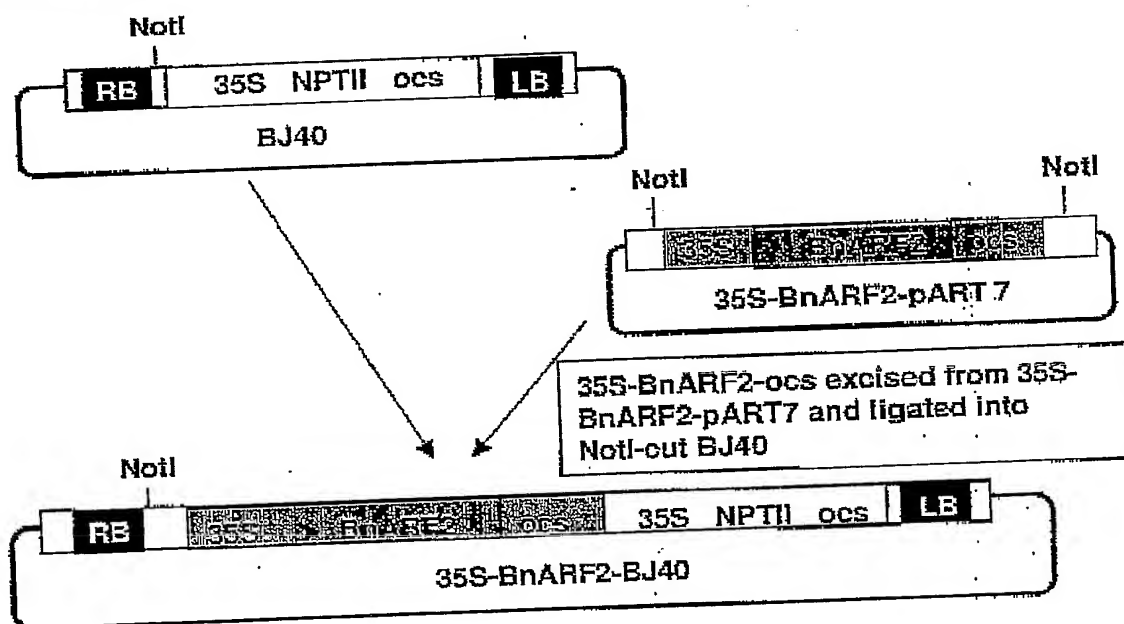 NotI
RB 35S NPTII ocs LB
BJ40
NotI NotI
35S BnARF2 ocs
35S-BnARF2-pART7
35S-BnARF2-ocs excised from 35S-
BnARF2-pART7 and ligated into
NotI-cut BJ40
NotI
RB 35S BnARF2 ocs 35S NPTII ocs LB
35S-BnARF2-BJ40